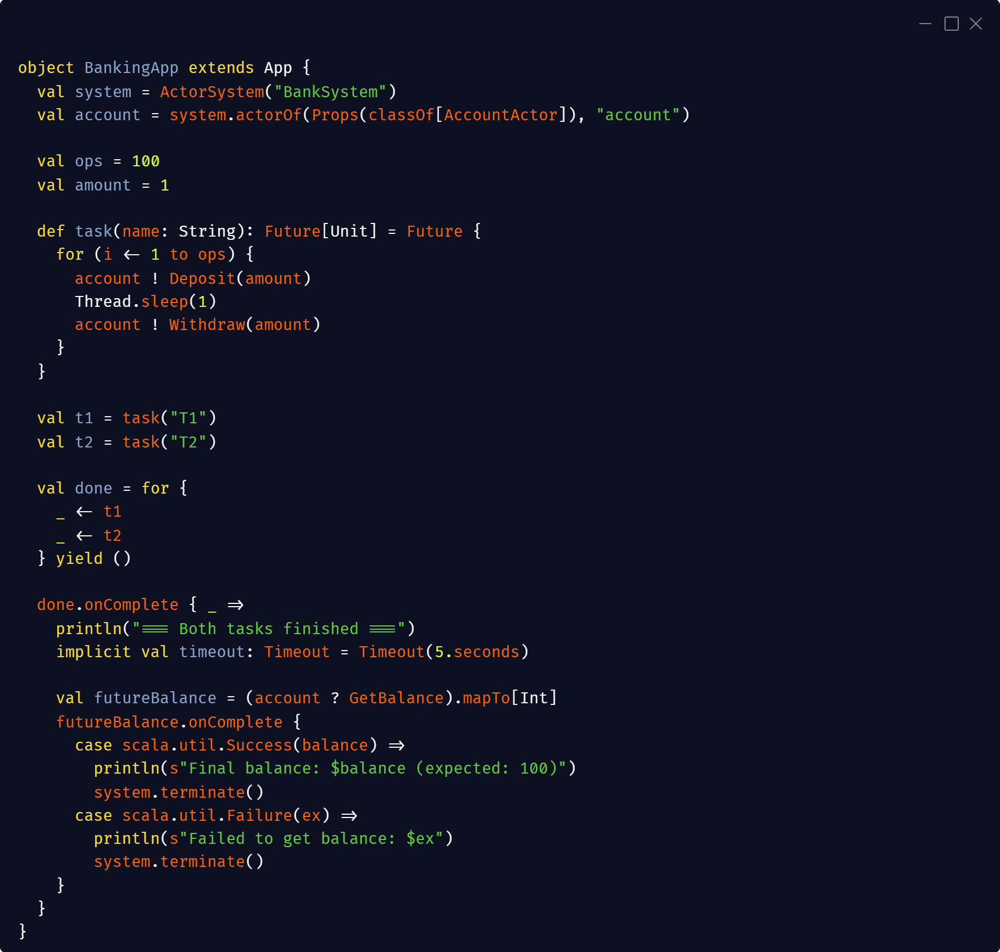 object BankingApp extends App {
  val system = ActorSystem("BankSystem")
  val account = system.actorOf(Props(classOf[AccountActor]), "account")

  val ops = 100
  val amount = 1

  def task(name: String): Future[Unit] = Future {
    for (i <- 1 to ops) {
      account ! Deposit(amount)
      Thread.sleep(1)
      account ! Withdraw(amount)
    }
  }

  val t1 = task("T1")
  val t2 = task("T2")

  val done = for {
    _ <- t1
    _ <- t2
  } yield ()

  done.onComplete { _ =>
    println("=== Both tasks finished ===")
    implicit val timeout: Timeout = Timeout(5.seconds)

    val futureBalance = (account ? GetBalance).mapTo[Int]
    futureBalance.onComplete {
      case scala.util.Success(balance) =>
        println(s"Final balance: $balance (expected: 100)")
        system.terminate()
      case scala.util.Failure(ex) =>
        println(s"Failed to get balance: $ex")
        system.terminate()
    }
  }
}